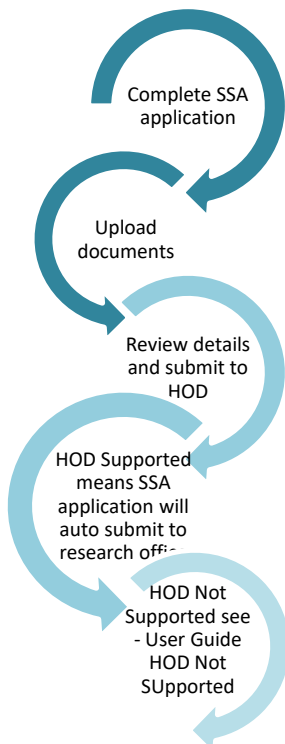 Complete SSA
application
Upload
documents
Review details
and submit to
HOD
HOD Supported
means SSA
application will
auto submit to
research
HOD Not
Supported see
- User Guide
HOD Not
SUpported